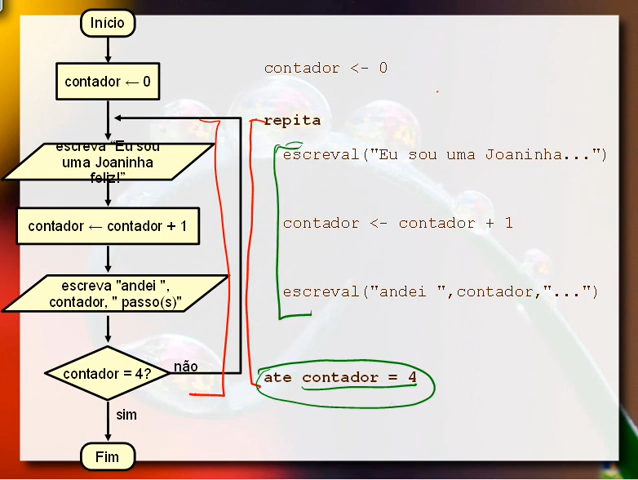 Início
contador ← 0
escreva "Eu sou
uma Joaninha
feliz!"
contador ← contador + 1
escreva "andei ",
contador, " passo(s)"
contador = 4?
não
sim
Fim
contador <- 0
repita
escreval("Eu sou uma Joaninha...")
contador <- contador + 1
escreval("andei ",contador,"...")
ate contador = 4